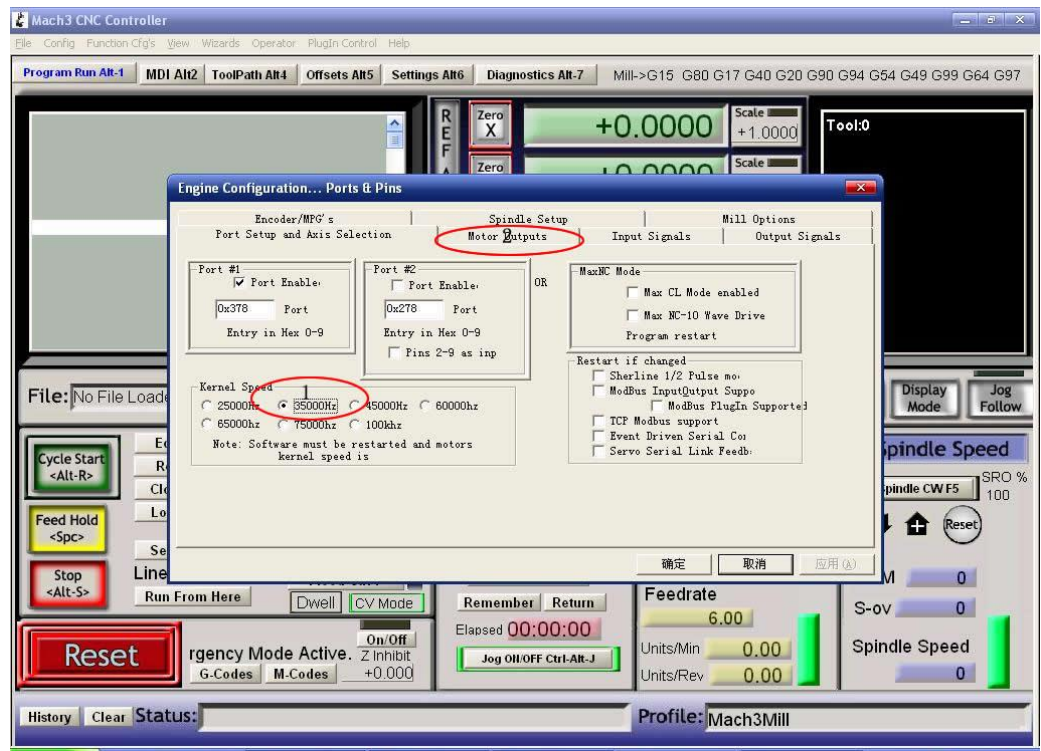 Mach3 CNC Controller
File Config Function Cfg's View Wizards Operator PlugIn Control Help
Program Run Alt-1 MDI Alt2 ToolPath Alt4 Offsets Alt5 Settings Alt6 Diagnostics Alt-7 Mill->G15 G80 G17 G40 G20 G90 G94 G54 G49 G99 G64 G97
R
E
F
Zero
X
+0.0000
Scale
+1.0000
Tool:0
Zero
Scale
Engine Configuration... Ports & Pins
Encoder/MPG's Spindle Setup Mill Options
Port Setup and Axis Selection Motor Outputs Input Signals Output Signals
2
Port #1
Port Enable
0x378 Port
Entry in Hex 0-9
Port #2
Port Enable
0x278 Port
Entry in Hex 0-9
Pins 2-9 as inp
OR
MaxNC Mode
Max CL Mode enabled
Max NC-10 Wave Drive
Program restart
Restart if changed
Sherline 1/2 Pulse mo
ModBus InputOutput Suppo
ModBus PlugIn Supported
TCP Modbus support
Event Driven Serial Co
Servo Serial Link Feedb
Kernel Speed
1
25000Hz 35000Hz 45000Hz 60000hz
65000hz 75000hz 100khz
Note: Software must be restarted and motors
kernel speed is
确定 取消 应用(A)
File: No File Loade
Display
Mode
Jog
Follow
Cycle Start
<Alt-R>
Feed Hold
<Spc>
Stop
<Alt-S>
Ed
R
Clo
Lo
Se
Line
Run From Here
Dwell CV Mode
pindle Speed
pindle CW F5
SRO %
100
Reset
M 0
S-ov 0
Spindle Speed
0
Remember Return
Elapsed 00:00:00
Jog ON/OFF Ctrl-Alt-J
Feedrate
6.00
Units/Min 0.00
Units/Rev 0.00
Reset
rgency Mode Active.
G-Codes M-Codes
On/Off
Z Inhibit
+0.000
History Clear Status:
Profile: Mach3Mill